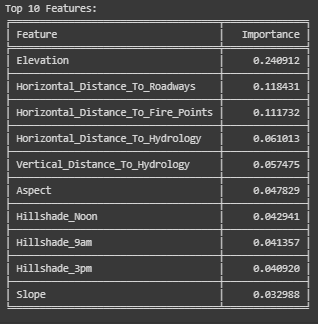 Top 10 Features:
Feature Importance
Elevation 0.240912
Horizontal_Distance_To_Roadways 0.118431
Horizontal_Distance_To_Fire_Points 0.111732
Horizontal_Distance_To_Hydrology 0.061013
Vertical_Distance_To_Hydrology 0.057475
Aspect 0.047829
Hillshade_Noon 0.042941
Hillshade_9am 0.041357
Hillshade_3pm 0.040920
Slope 0.032988